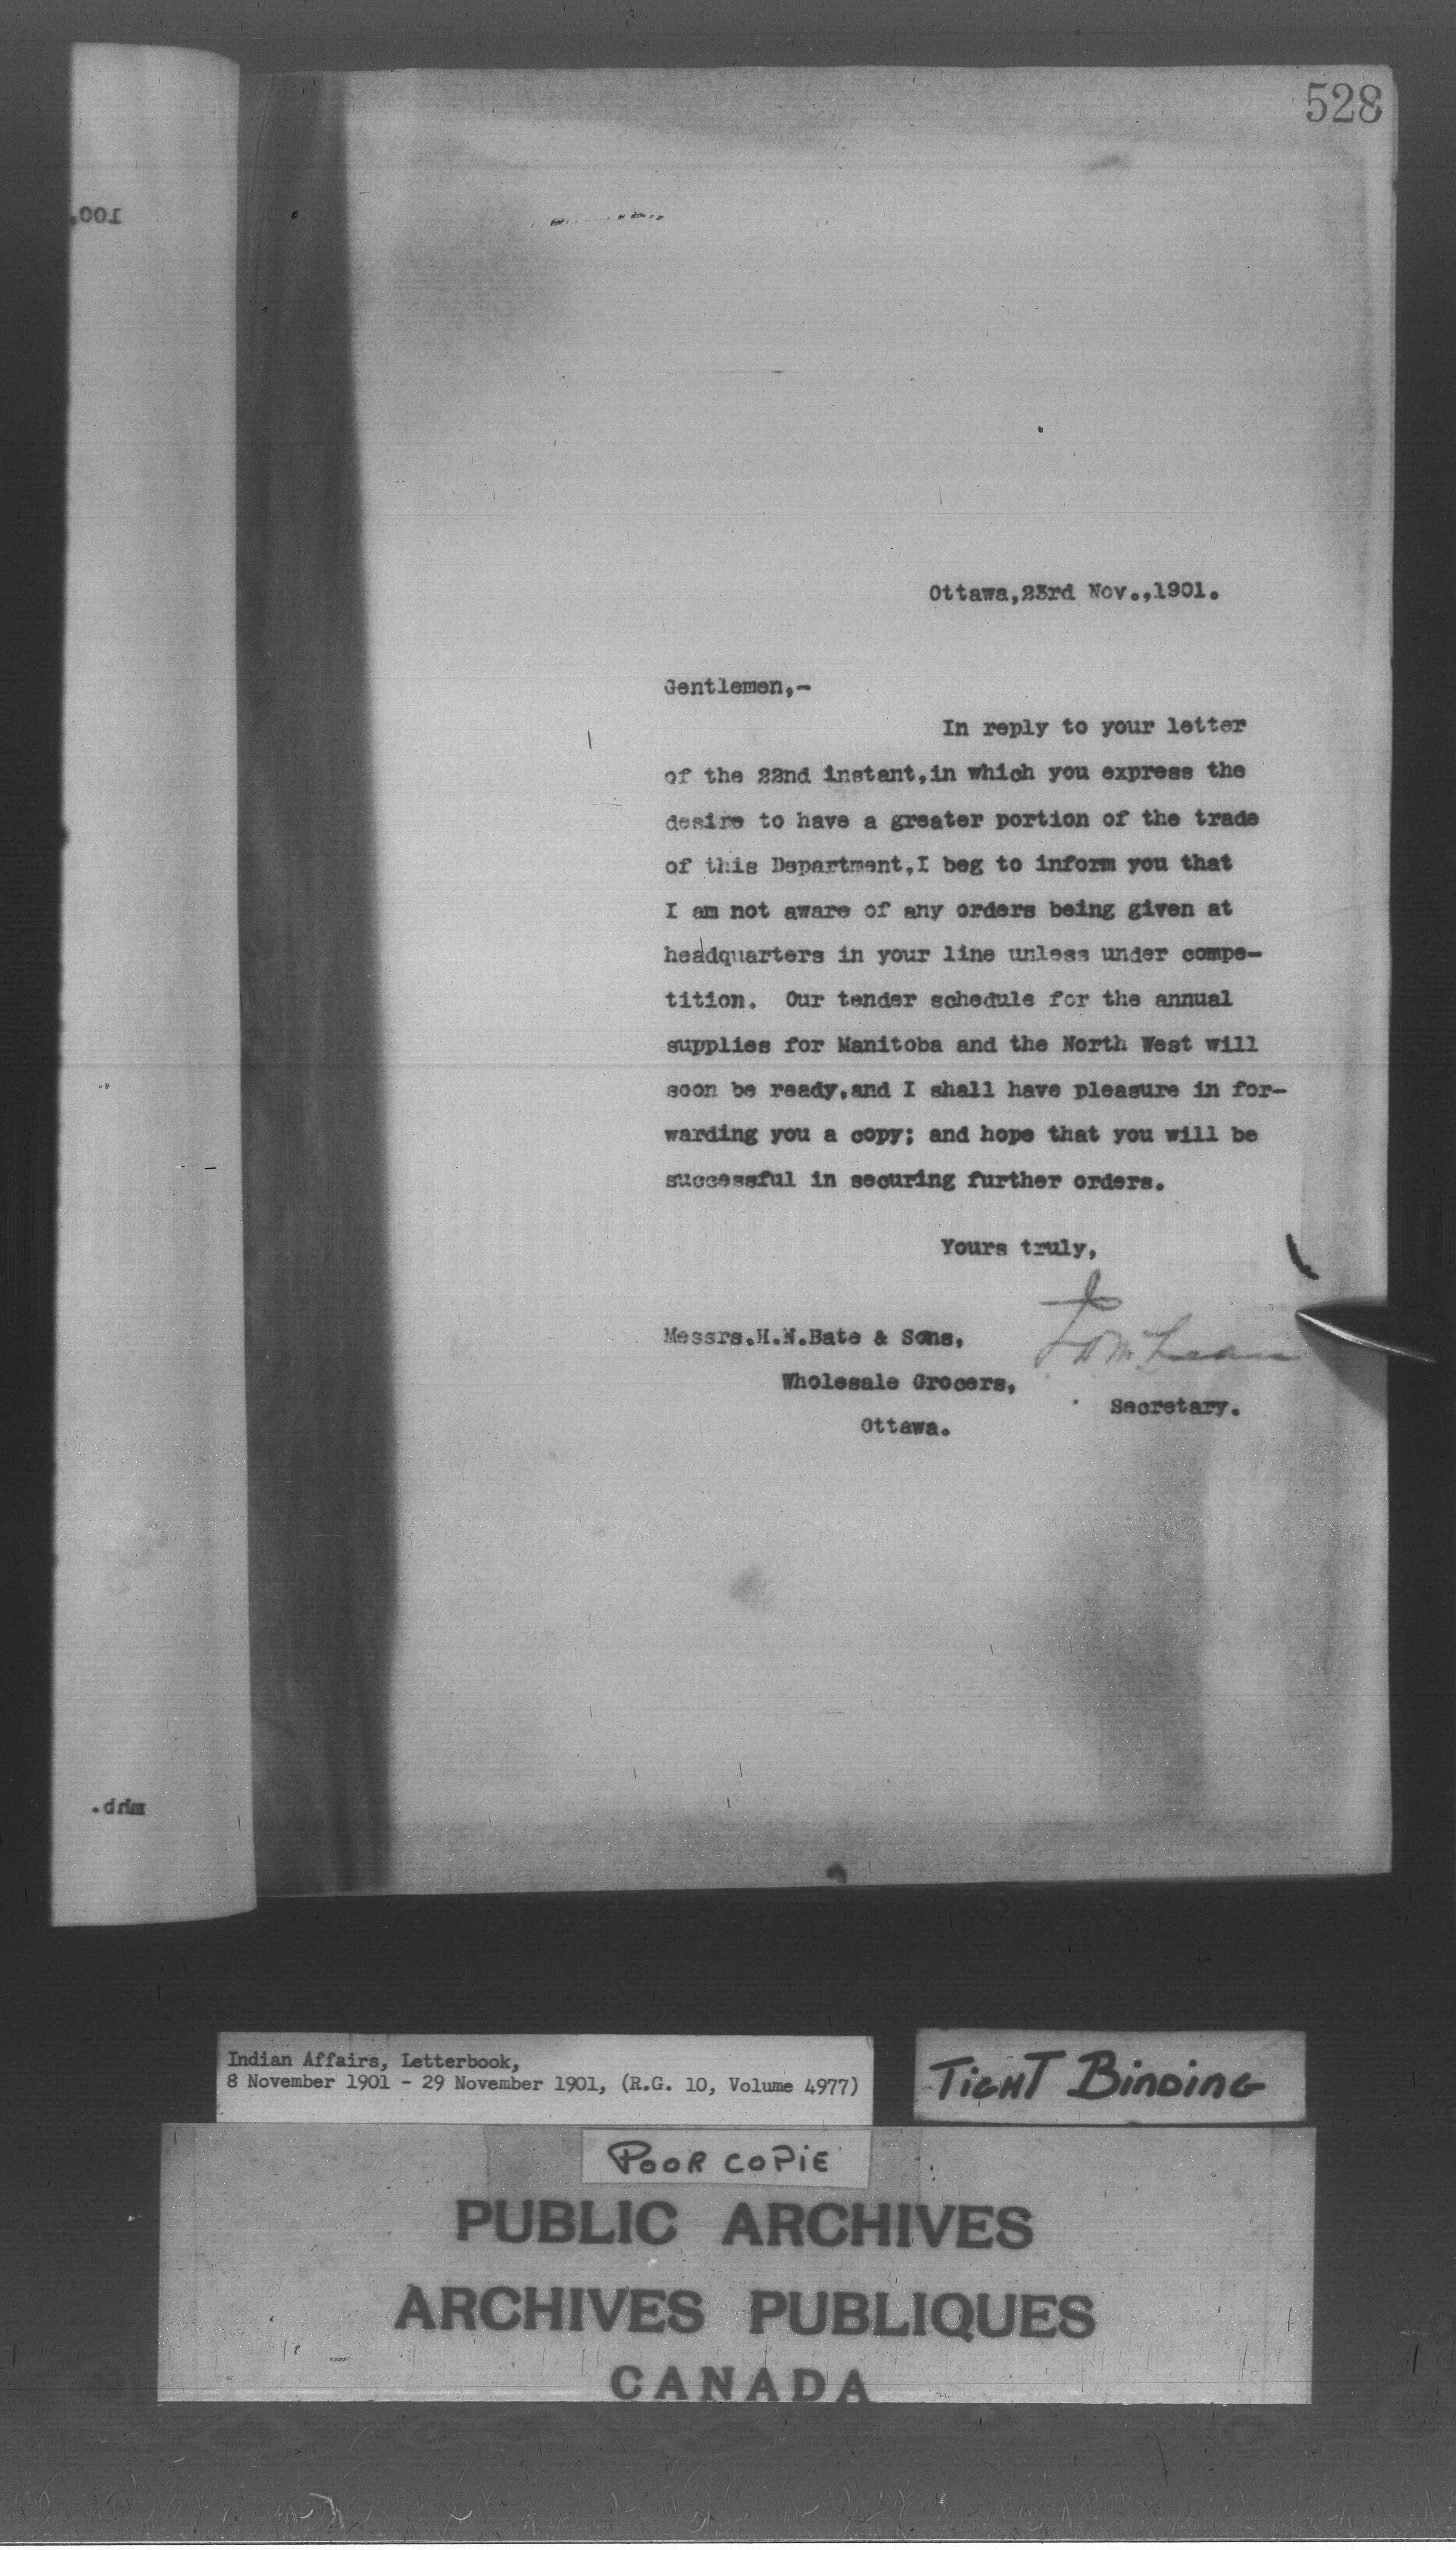 528
Ottawa,23rd Nov.,1901.
Gentlemen,-
In reply to your letter
of the 22nd instant,in which you express the
desire to have a greater portion of the trade
of this Department,I beg to inform you that
I am not aware of any orders being given at
headquarters in your line unless under compe-
tition. Our tender schedule for the annual
supplies for Manitoba and the North West will
soon be ready,and I shall have pleasure in for-
warding you a copy; and hope that you will be
successful in securing further orders.
Yours truly,
Messrs.H.N.Bate & Sons,
Wholesale Grocers,
Secretary.
Ottawa.
Indian Affairs, Letterbook,
8 November 1901 - 29 November 1901, (R.G. 10, Volume 4977)
TIGHT BINDING
POOR COPIE
PUBLIC ARCHIVES
ARCHIVES PUBLIQUES
CANADA